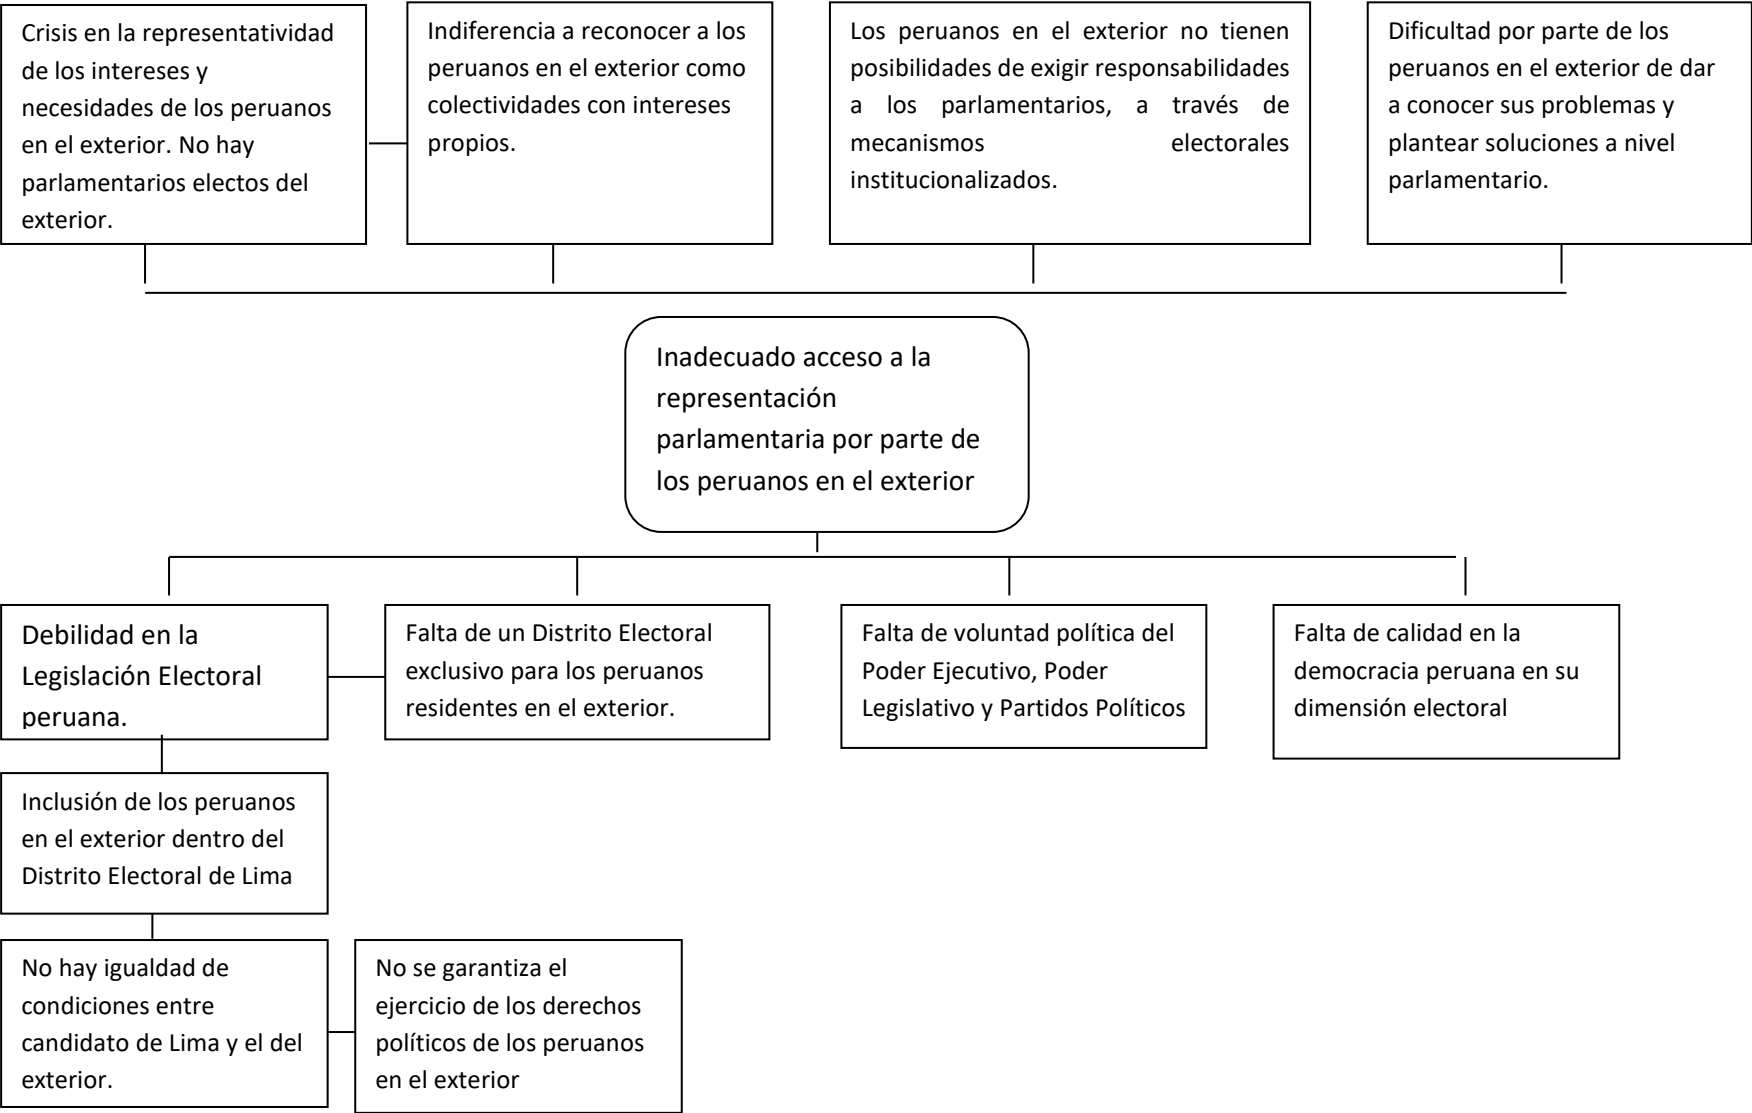 Crisis en la representatividad
de los intereses y
necesidades de los peruanos
en el exterior. No hay
parlamentarios electos del
exterior.
Indiferencia a reconocer a los
peruanos en el exterior como
colectividades con intereses
propios.
Los peruanos en el exterior no tienen
posibilidades de exigir responsabilidades
a los parlamentarios, a través de
mecanismos electorales
institucionalizados.
Dificultad por parte de los
peruanos en el exterior de dar
a conocer sus problemas y
plantear soluciones a nivel
parlamentario.
Inadecuado acceso a la
representación
parlamentaria por parte de
los peruanos en el exterior
Debilidad en la
Legislación Electoral
peruana.
Falta de un Distrito Electoral
exclusivo para los peruanos
residentes en el exterior.
Falta de voluntad política del
Poder Ejecutivo, Poder
Legislativo y Partidos Políticos
Falta de calidad en la
democracia peruana en su
dimensión electoral
Inclusión de los peruanos
en el exterior dentro del
Distrito Electoral de Lima
No hay igualdad de
condiciones entre
candidato de Lima y el del
exterior.
No se garantiza el
ejercicio de los derechos
políticos de los peruanos
en el exterior